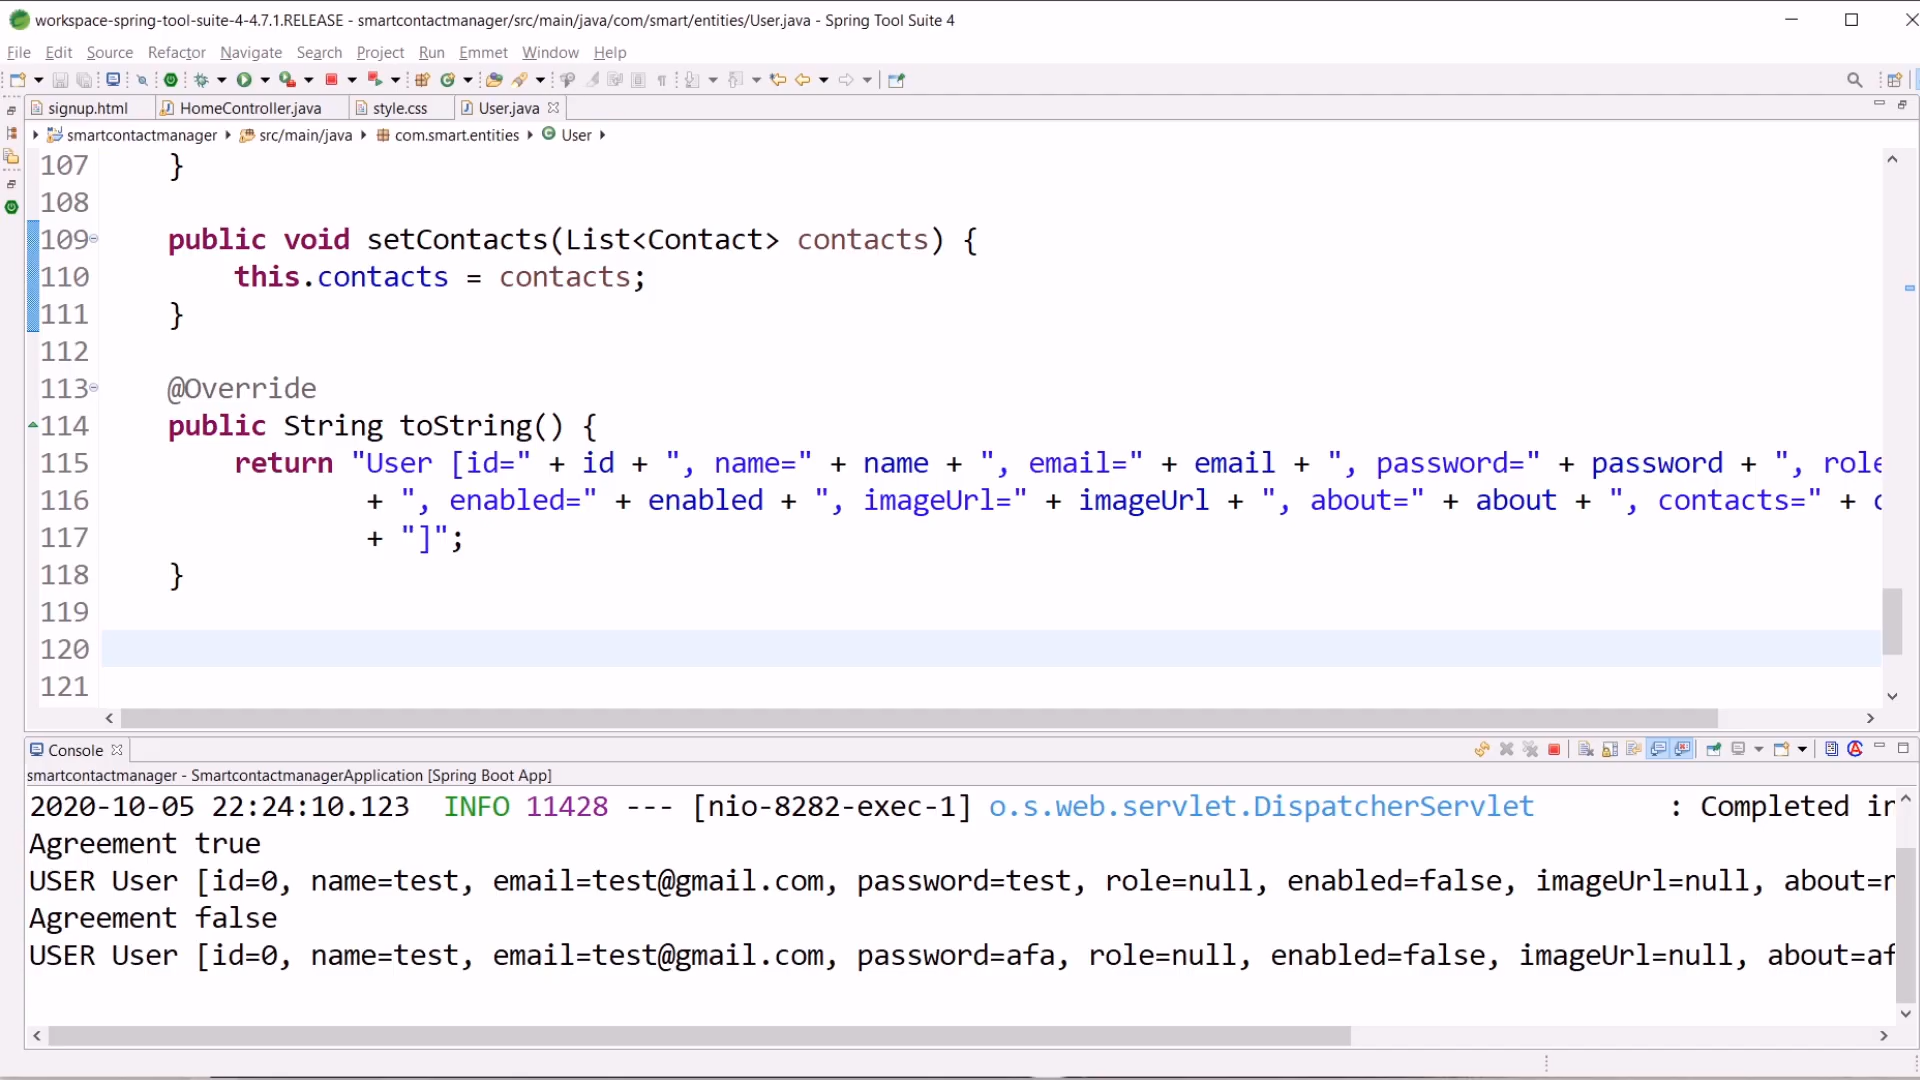 workspace-spring-tool-suite-4-4.7.1.RELEASE - smartcontactmanager/src/main/java/com/smart/entities/User.java - Spring Tool Suite 4
File Edit Source Refactor Navigate Search Project Run Emmet Window Help
signup.html HomeController.java style.css User.java
smartcontactmanager src/main/java com.smart.entities User
107 }
108
109 public void setContacts(List<Contact> contacts) {
110 this.contacts = contacts;
111 }
112
113 @Override
114 public String toString() {
115 return "User [id=" + id + ", name=" + name + ", email=" + email + ", password=" + password + ", role
116 + ", enabled=" + enabled + ", imageUrl=" + imageUrl + ", about=" + about + ", contacts=" + c
117 + "]";
118 }
119
120
121
Console
smartcontactmanager - SmartcontactmanagerApplication [Spring Boot App]
2020-10-05 22:24:10.123 INFO 11428 --- [nio-8282-exec-1] o.s.web.servlet.DispatcherServlet : Completed in
Agreement true
USER User [id=0, name=test, email=test@gmail.com, password=test, role=null, enabled=false, imageUrl=null, about=
Agreement false
USER User [id=0, name=test, email=test@gmail.com, password=afa, role=null, enabled=false, imageUrl=null, about=af